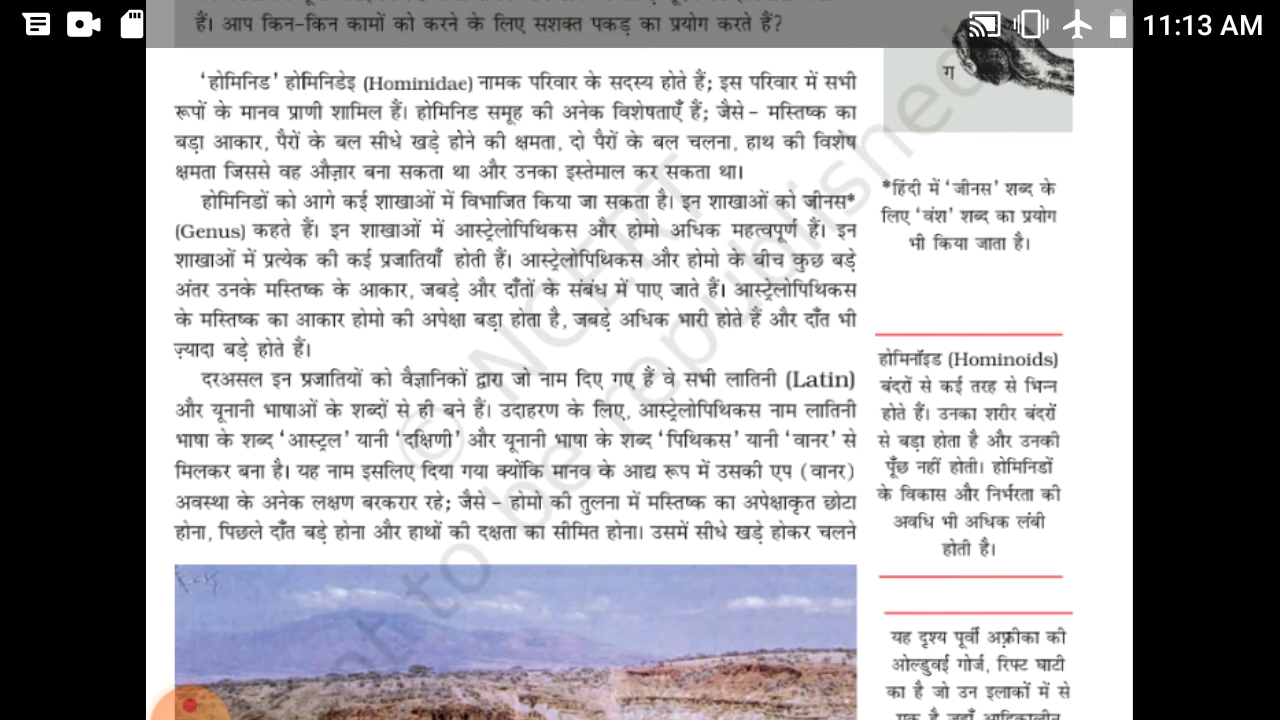 11:13 AM
हैं। आप किन-किन कामों को करने के लिए सशक्त पकड़ का प्रयोग करते हैं?
ग
'होमिनिड' होमिनिडेइ (Hominidae) नामक परिवार के सदस्य होते हैं; इस परिवार में सभी
रूपों के मानव प्राणी शामिल हैं। होमिनिड समूह की अनेक विशेषताएँ हैं; जैसे – मस्तिष्क का
बड़ा आकार, पैरों के बल सीधे खड़े होने की क्षमता, दो पैरों के बल चलना, हाथ की विशेष
क्षमता जिससे वह औज़ार बना सकता था और उनका इस्तेमाल कर सकता था।
होमिनिडों को आगे कई शाखाओं में विभाजित किया जा सकता है। इन शाखाओं को जीनस*
(Genus) कहते हैं। इन शाखाओं में आस्ट्रेलोपिथिकस और होमो अधिक महत्वपूर्ण हैं। इन
शाखाओं में प्रत्येक की कई प्रजातियाँ होती हैं। आस्ट्रेलोपिथिकस और होमो के बीच कुछ बड़े
अंतर उनके मस्तिष्क के आकार, जबड़े और दाँतों के संबंध में पाए जाते हैं। आस्ट्रेलोपिथिकस
के मस्तिष्क का आकार होमो की अपेक्षा बड़ा होता है, जबड़े अधिक भारी होते हैं और दाँत भी
ज़्यादा बड़े होते हैं।
दरअसल इन प्रजातियों को वैज्ञानिकों द्वारा जो नाम दिए गए हैं वे सभी लातिनी (Latin)
और यूनानी भाषाओं के शब्दों से ही बने हैं। उदाहरण के लिए, आस्ट्रेलोपिथिकस नाम लातिनी
भाषा के शब्द 'आस्ट्रल' यानी 'दक्षिणी' और यूनानी भाषा के शब्द 'पिथिकस' यानी 'वानर' से
मिलकर बना है। यह नाम इसलिए दिया गया क्योंकि मानव के आद्य रूप में उसकी एप (वानर)
अवस्था के अनेक लक्षण बरकरार रहे; जैसे – होमो की तुलना में मस्तिष्क का अपेक्षाकृत छोटा
होना, पिछले दाँत बड़े होना और हाथों की दक्षता का सीमित होना। उसमें सीधे खड़े होकर चलने
*हिंदी में 'जीनस' शब्द के
लिए 'वंश' शब्द का प्रयोग
भी किया जाता है।
होमिनॉइड (Hominoids)
बंदरों से कई तरह से भिन्न
होते हैं। उनका शरीर बंदरों
से बड़ा होता है और उनकी
पूँछ नहीं होती। होमिनिडों
के विकास और निर्भरता की
अवधि भी अधिक लंबी
होती है।
यह दृश्य पूर्वी अफ़्रीका की
ओल्डुवई गोर्ज, रिफ्ट घाटी
का है जो उन इलाकों में से
एक है जहाँ आदिकालीन
© NCERT
not to be republished